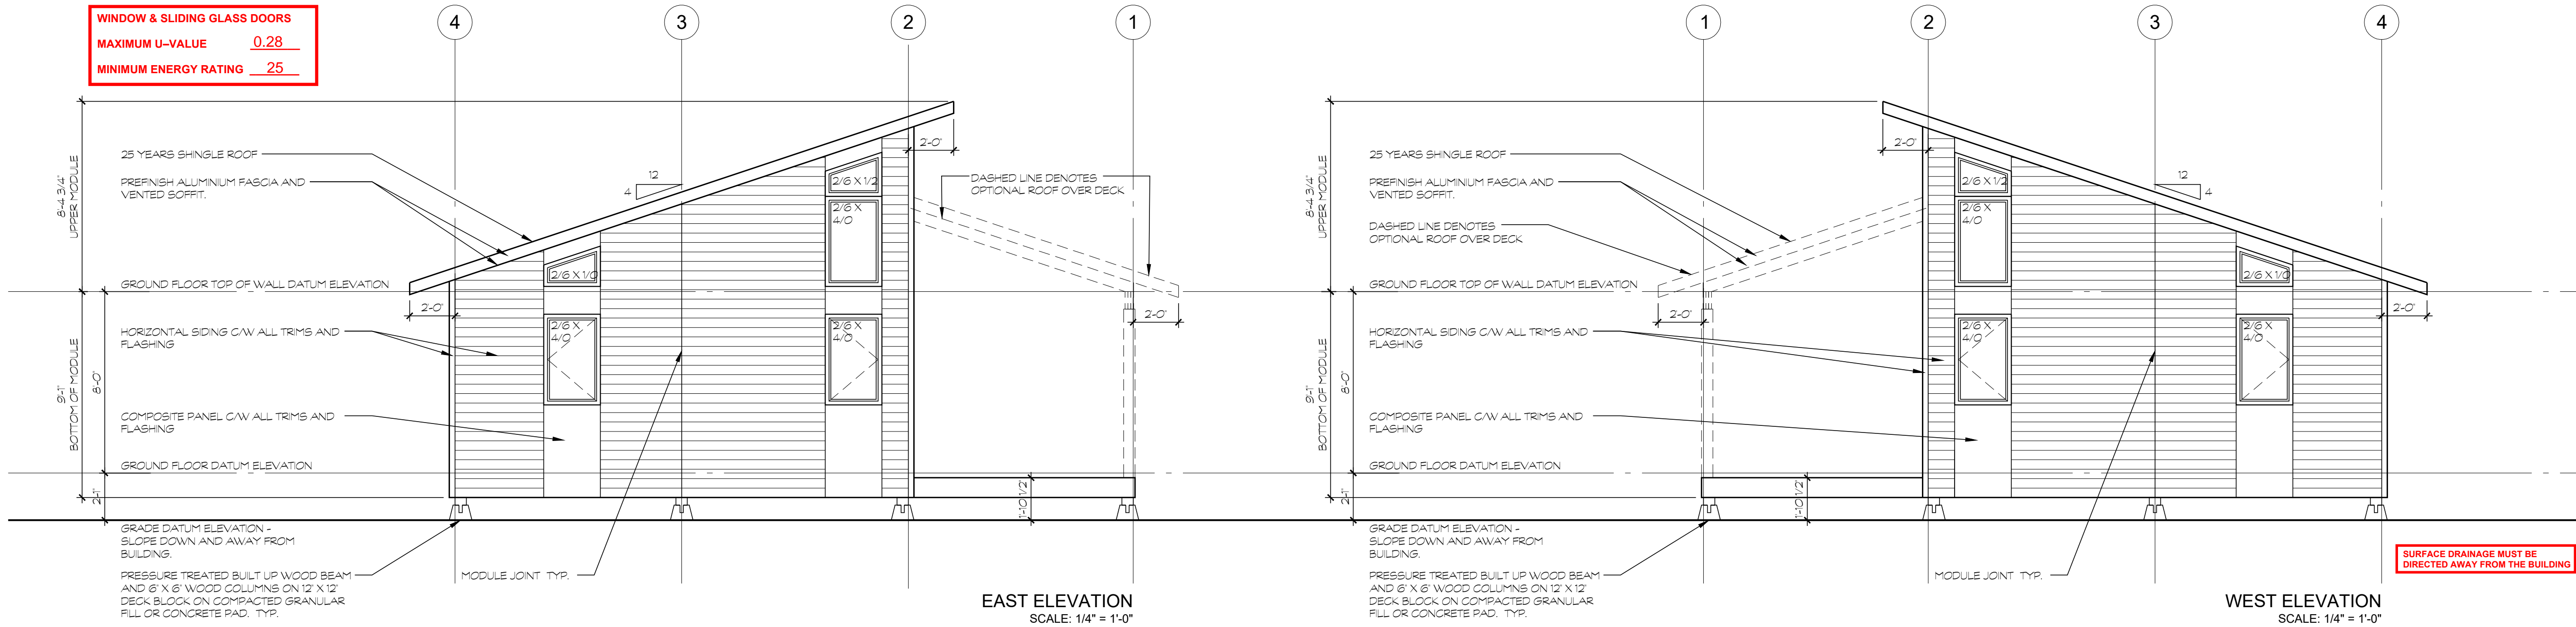 WINDOW & SLIDING GLASS DOORS
MAXIMUM U–VALUE 0.28
MINIMUM ENERGY RATING 25
4
3
2
1
8'-4 3/4"
UPPER MODULE
9'-1"
BOTTOM OF MODULE
8'-0"
2'-1"
25 YEARS SHINGLE ROOF
PREFINISH ALUMINIUM FASCIA AND
VENTED SOFFIT.
GROUND FLOOR TOP OF WALL DATUM ELEVATION
2'-0"
HORIZONTAL SIDING C/W ALL TRIMS AND
FLASHING
COMPOSITE PANEL C/W ALL TRIMS AND
FLASHING
GROUND FLOOR DATUM ELEVATION
GRADE DATUM ELEVATION -
SLOPE DOWN AND AWAY FROM
BUILDING.
PRESSURE TREATED BUILT UP WOOD BEAM
AND 6" X 6" WOOD COLUMNS ON 12" X 12"
DECK BLOCK ON COMPACTED GRANULAR
FILL OR CONCRETE PAD. TYP.
MODULE JOINT TYP.
12
4
2/6 X 1/0
2/6 X
4/0
2/6 X 1/2
2/6 X
4/0
2/6 X
4/0
2'-0"
DASHED LINE DENOTES
OPTIONAL ROOF OVER DECK
2'-0"
1'-10 1/2"
EAST ELEVATION
SCALE: 1/4" = 1'-0"
1
2
3
4
8'-4 3/4"
UPPER MODULE
9'-1"
BOTTOM OF MODULE
8'-0"
2'-1"
25 YEARS SHINGLE ROOF
PREFINISH ALUMINIUM FASCIA AND
VENTED SOFFIT.
DASHED LINE DENOTES
OPTIONAL ROOF OVER DECK
GROUND FLOOR TOP OF WALL DATUM ELEVATION
2'-0"
HORIZONTAL SIDING C/W ALL TRIMS AND
FLASHING
COMPOSITE PANEL C/W ALL TRIMS AND
FLASHING
GROUND FLOOR DATUM ELEVATION
GRADE DATUM ELEVATION -
SLOPE DOWN AND AWAY FROM
BUILDING.
PRESSURE TREATED BUILT UP WOOD BEAM
AND 6" X 6" WOOD COLUMNS ON 12" X 12"
DECK BLOCK ON COMPACTED GRANULAR
FILL OR CONCRETE PAD. TYP.
1'-10 1/2"
2'-0"
2/6 X 1/2
2/6 X
4/0
2/6 X
4/0
12
4
2/6 X 1/0
2/6 X
4/0
2'-0"
MODULE JOINT TYP.
SURFACE DRAINAGE MUST BE
DIRECTED AWAY FROM THE BUILDING
WEST ELEVATION
SCALE: 1/4" = 1'-0"